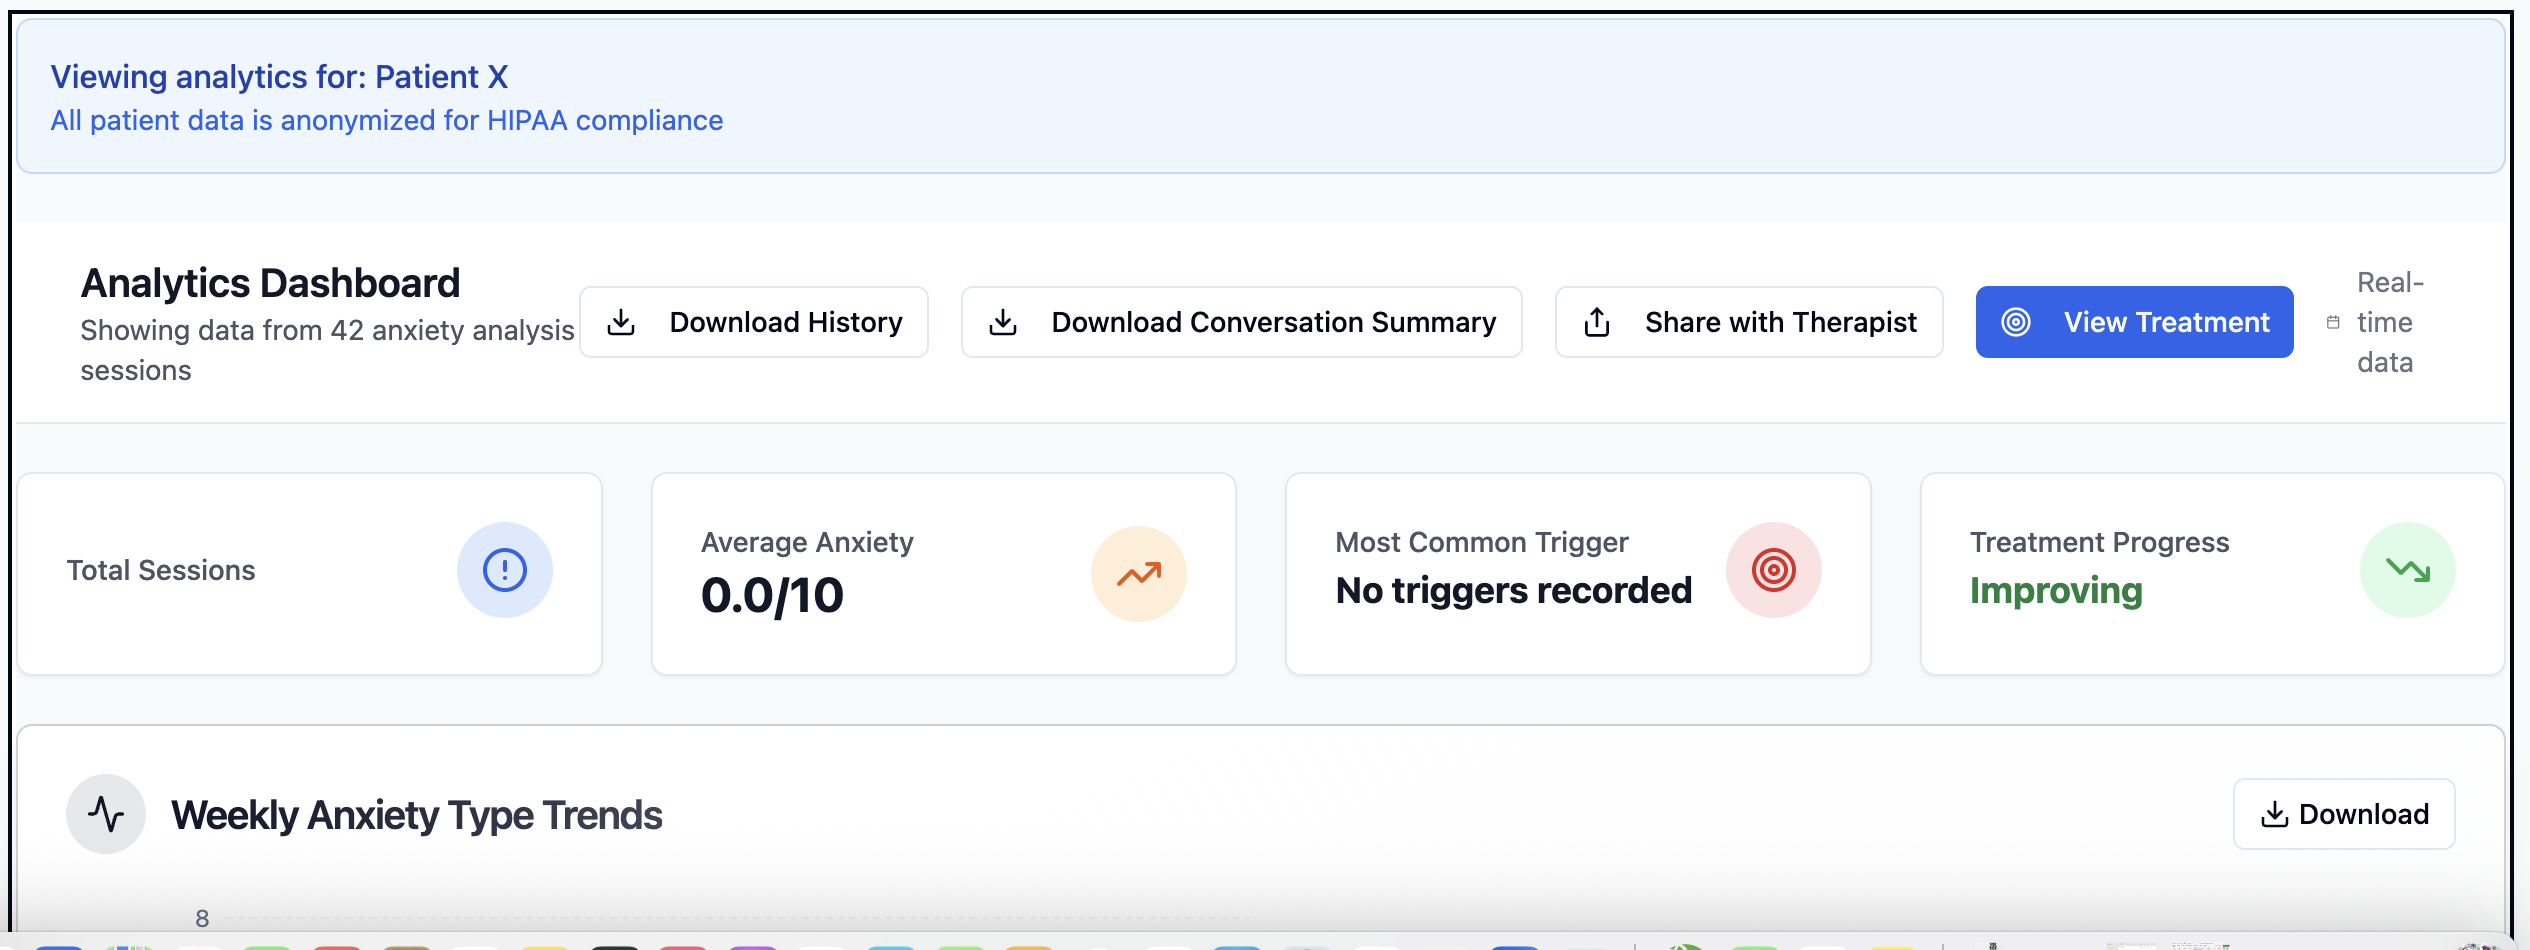 Viewing analytics for: Patient X
All patient data is anonymized for HIPAA compliance
Analytics Dashboard
Showing data from 42 anxiety analysis
sessions
Download History
Download Conversation Summary
Share with Therapist
View Treatment
Real-
time
data
Total Sessions
Average Anxiety
0.0/10
Most Common Trigger
No triggers recorded
Treatment Progress
Improving
Weekly Anxiety Type Trends
Download
8